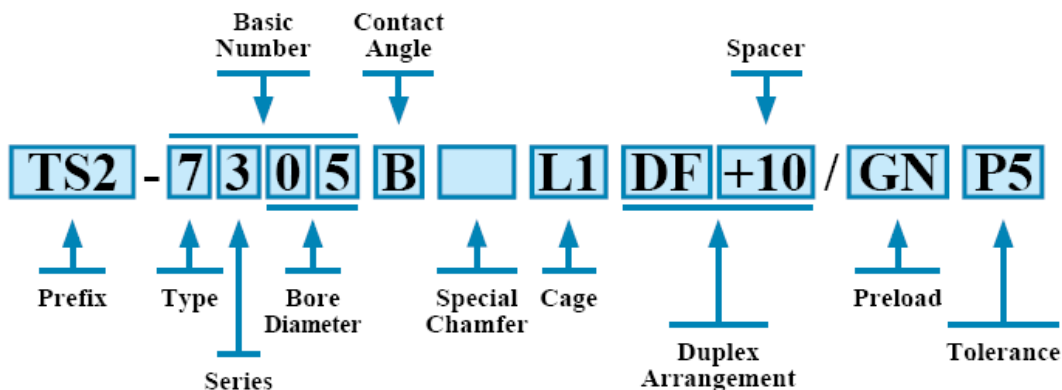 Basic
Number
Contact
Angle
Spacer
TS2 - 7 3 0 5 B L1 DF +10 / GN P5
Prefix
Type
Bore
Diameter
Special
Chamfer
Cage
Preload
Series
Duplex
Arrangement
Tolerance